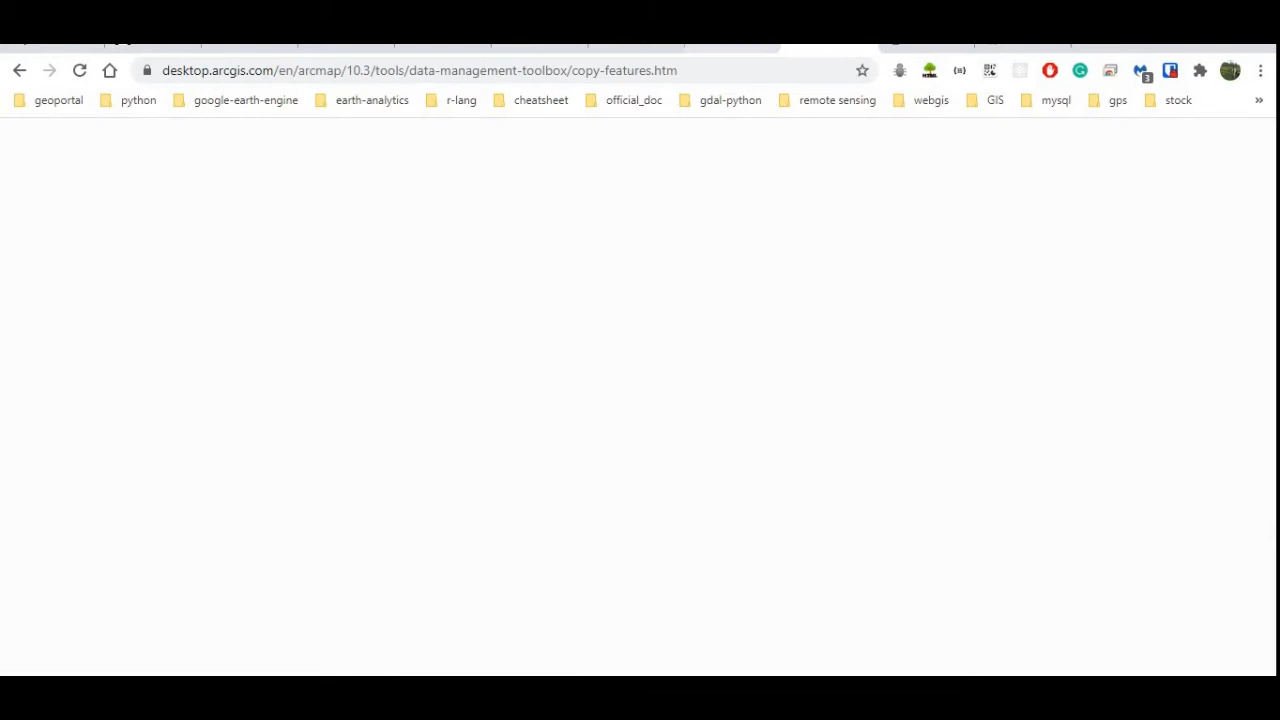 desktop.arcgis.com/en/arcmap/10.3/tools/data-management-toolbox/copy-features.htm
3
geoportal python google-earth-engine earth-analytics r-lang cheatsheet official_doc gdal-python remote sensing webgis GIS mysql gps stock »